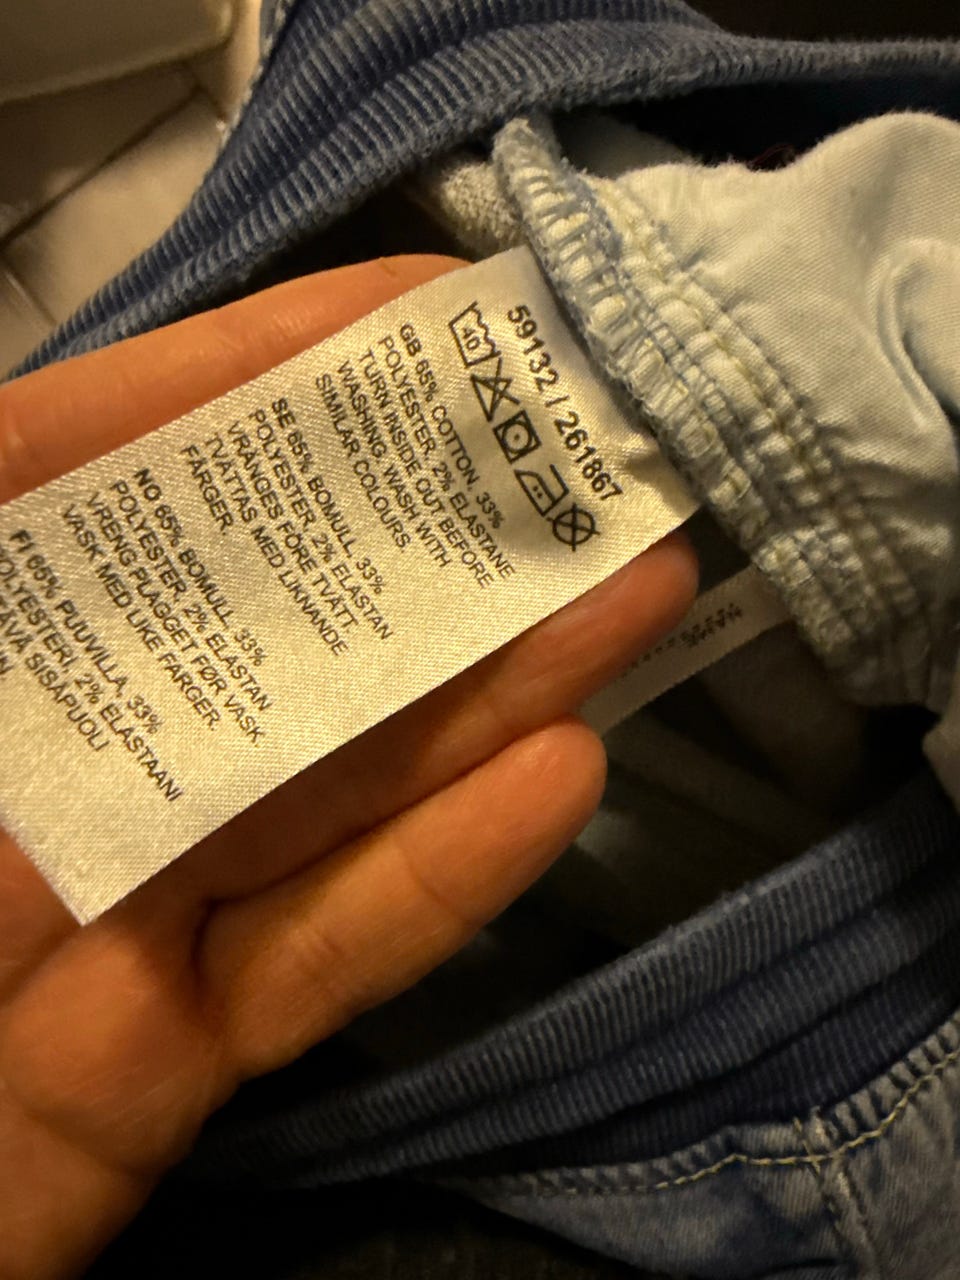 59132 / 261867
40
GB 65% COTTON, 33%
POLYESTER, 2% ELASTANE
TURN INSIDE OUT BEFORE
WASHING. WASH WITH
SIMILAR COLOURS.
SE 65% BOMULL, 33%
POLYESTER, 2% ELASTAN
VRÄNGES FÖRE TVÄTT.
TVÄTTAS MED LIKNANDE
FÄRGER
NO 65% BOMULL, 33%
POLYESTER, 2% ELASTAN
VRENG PLAGGET FØR VASK.
VASK MED LIKE FARGER.
FI 65% PUUVILLA, 33%
POLYESTERI, 2% ELASTAANI
SISÄPUOLI